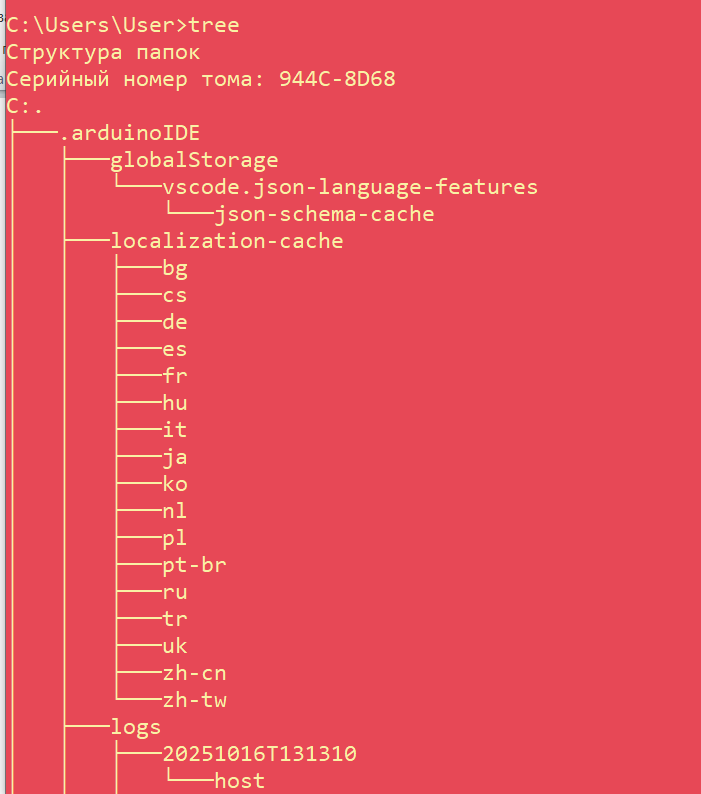 C:\Users\User>tree
Структура папок
Серийный номер тома: 944C-8D68
C:.
├───.arduinoIDE
│   ├───globalStorage
│   │   └───vscode.json-language-features
│   │       └───json-schema-cache
│   ├───localization-cache
│   │   ├───bg
│   │   ├───cs
│   │   ├───de
│   │   ├───es
│   │   ├───fr
│   │   ├───hu
│   │   ├───it
│   │   ├───ja
│   │   ├───ko
│   │   ├───nl
│   │   ├───pl
│   │   ├───pt-br
│   │   ├───ru
│   │   ├───tr
│   │   ├───uk
│   │   ├───zh-cn
│   │   └───zh-tw
│   ├───logs
│   │   ├───20251016T131310
│   │   │   └───host